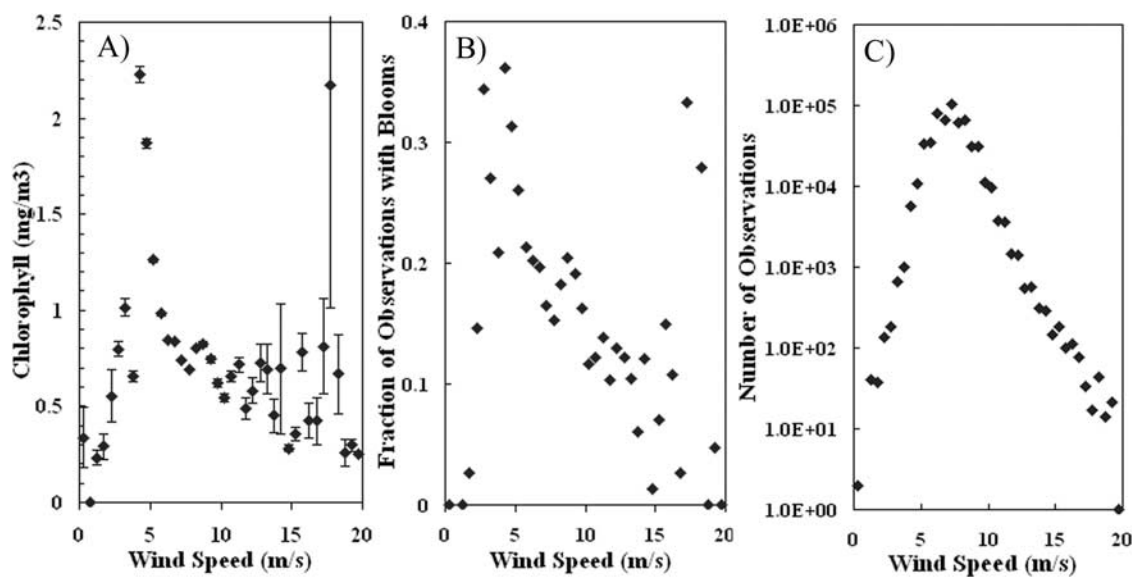 A)
Chlorophyll (mg/m3)
2.5
2
1.5
1
0.5
0
0 5 10 15 20
Wind Speed (m/s)
B)
Fraction of Observations with Blooms
0.4
0.3
0.2
0.1
0
0 5 10 15 20
Wind Speed (m/s)
C)
Number of Observations
1.0E+06
1.0E+05
1.0E+04
1.0E+03
1.0E+02
1.0E+01
1.0E+00
0 5 10 15 20
Wind Speed (m/s)